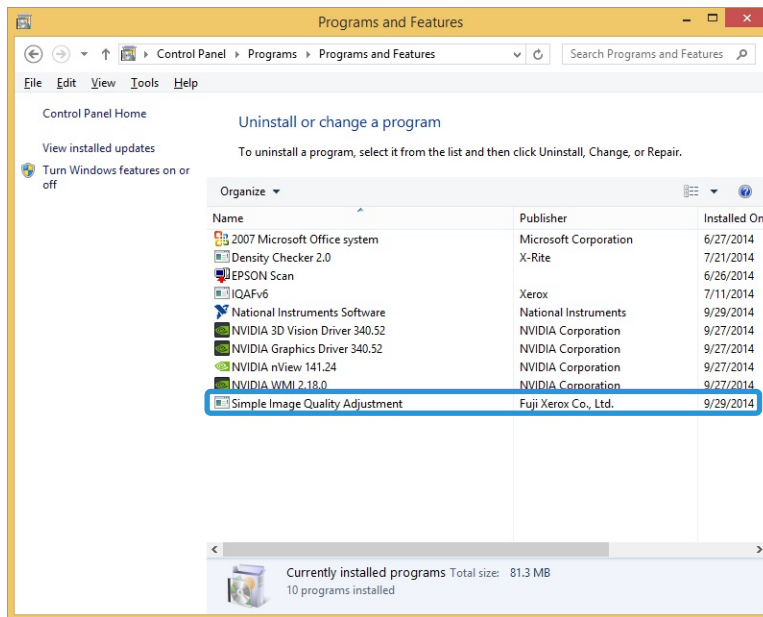 Programs and Features
Control Panel Programs Programs and Features Search Programs and Features
File Edit View Tools Help
Control Panel Home
View installed updates
Turn Windows features on or
off
Uninstall or change a program
To uninstall a program, select it from the list and then click Uninstall, Change, or Repair.
Organize
Name Publisher Installed On
2007 Microsoft Office system Microsoft Corporation 6/27/2014
Density Checker 2.0 X-Rite 7/21/2014
EPSON Scan 6/26/2014
IQAFv6 Xerox 7/11/2014
National Instruments Software National Instruments 9/29/2014
NVIDIA 3D Vision Driver 340.52 NVIDIA Corporation 9/27/2014
NVIDIA Graphics Driver 340.52 NVIDIA Corporation 9/27/2014
NVIDIA nView 141.24 NVIDIA Corporation 9/27/2014
NVIDIA WMI 2.18.0 NVIDIA Corporation 9/27/2014
Simple Image Quality Adjustment Fuji Xerox Co., Ltd. 9/29/2014
Currently installed programs Total size: 81.3 MB
10 programs installed